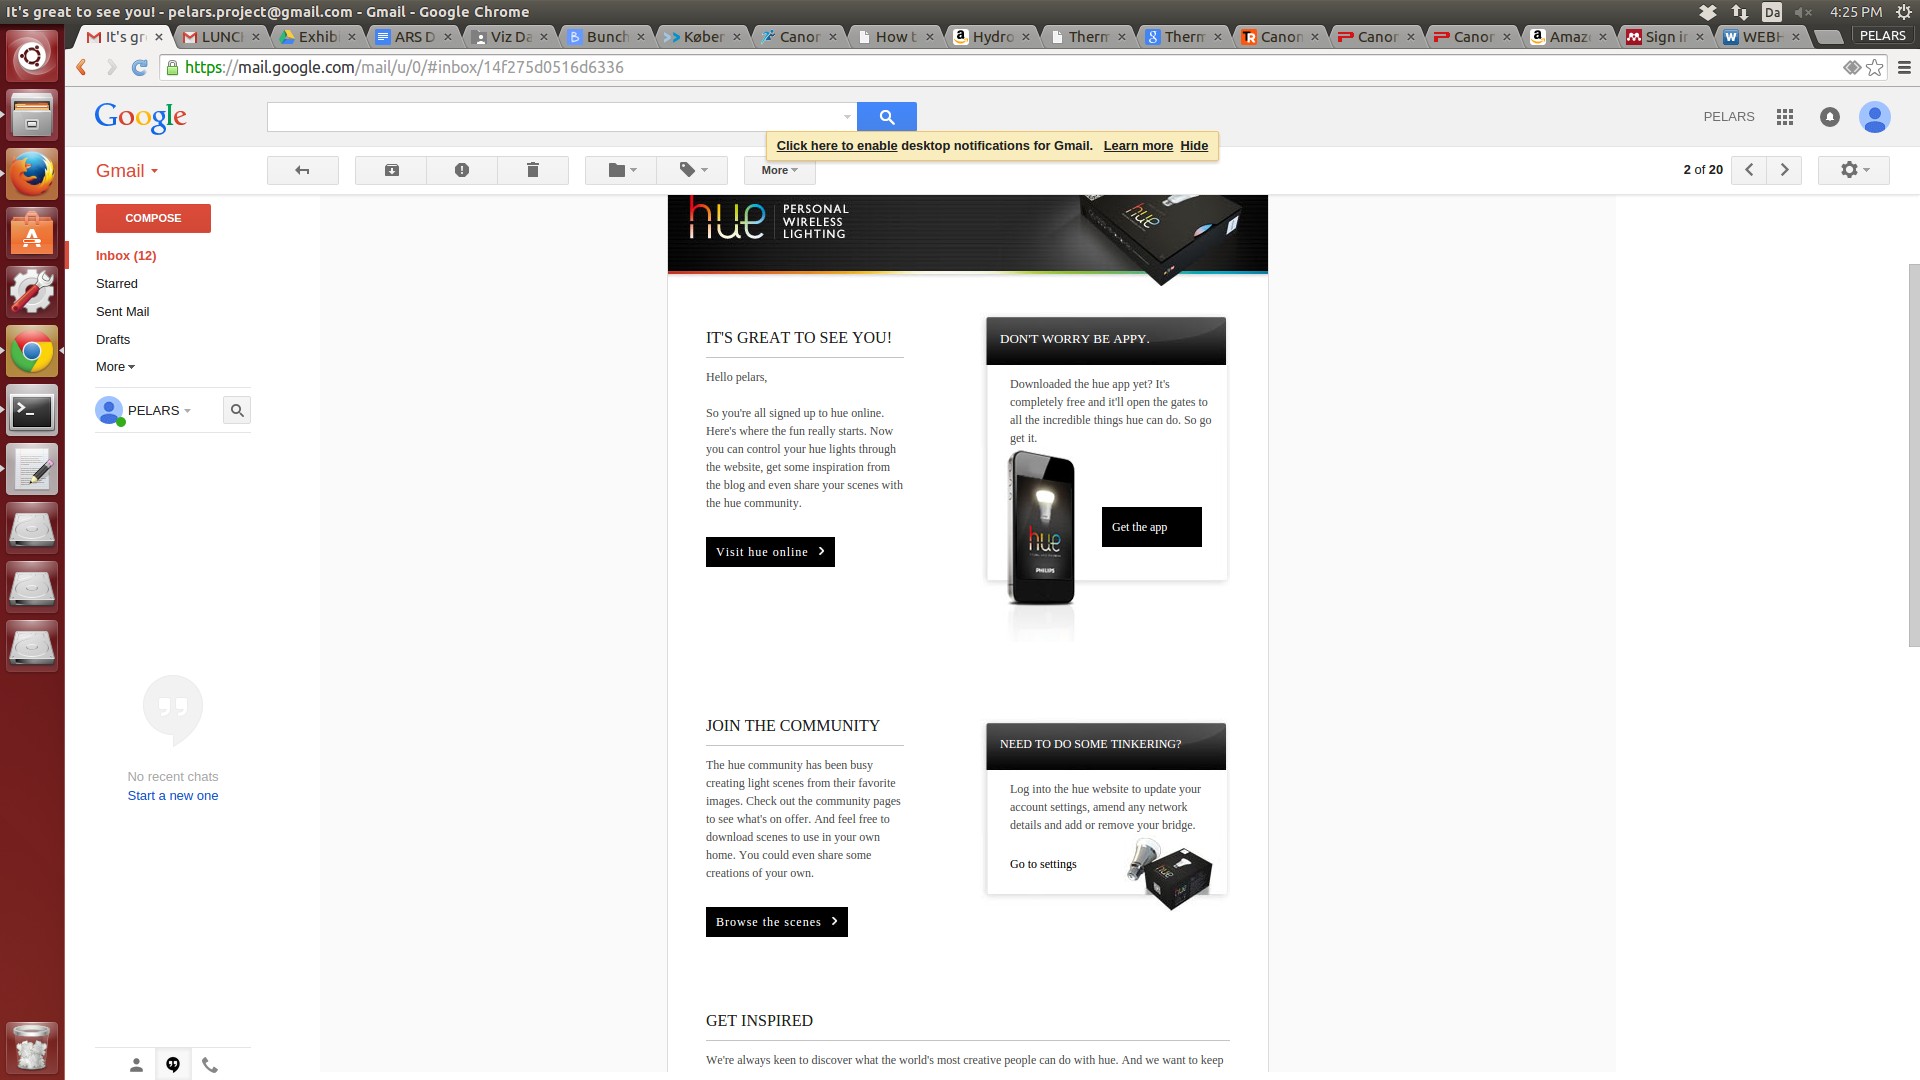 It's great to see you! - pelars.project@gmail.com - Gmail - Google Chrome
Da
4:25 PM
It's gr
LUNC
Exhib
ARS D
Viz Da
Bunch
Køber
Canor
How t
Hydro
Therm
Therm
Canon
Canor
Canor
Amaz
Sign in
WEBH
PELARS
https://mail.google.com/mail/u/0/#inbox/14f275d0516d6336
Google
PELARS
Click here to enable desktop notifications for Gmail. Learn more Hide
Gmail
More
2 of 20
COMPOSE
Inbox (12)
Starred
Sent Mail
Drafts
More
PELARS
No recent chats
Start a new one
hue
PERSONAL
WIRELESS
LIGHTING
hue
IT'S GREAT TO SEE YOU!
Hello pelars,
So you're all signed up to hue online.
Here's where the fun really starts. Now
you can control your hue lights through
the website, get some inspiration from
the blog and even share your scenes with
the hue community.
Visit hue online
DON'T WORRY BE APPY.
Downloaded the hue app yet? It's
completely free and it'll open the gates to
all the incredible things hue can do. So go
get it.
hue
PHILIPS
Get the app
JOIN THE COMMUNITY
The hue community has been busy
creating light scenes from their favorite
images. Check out the community pages
to see what's on offer. And feel free to
download scenes to use in your own
home. You could even share some
creations of your own.
Browse the scenes
NEED TO DO SOME TINKERING?
Log into the hue website to update your
account settings, amend any network
details and add or remove your bridge.
Go to settings
hue
GET INSPIRED
We're always keen to discover what the world's most creative people can do with hue. And we want to keep